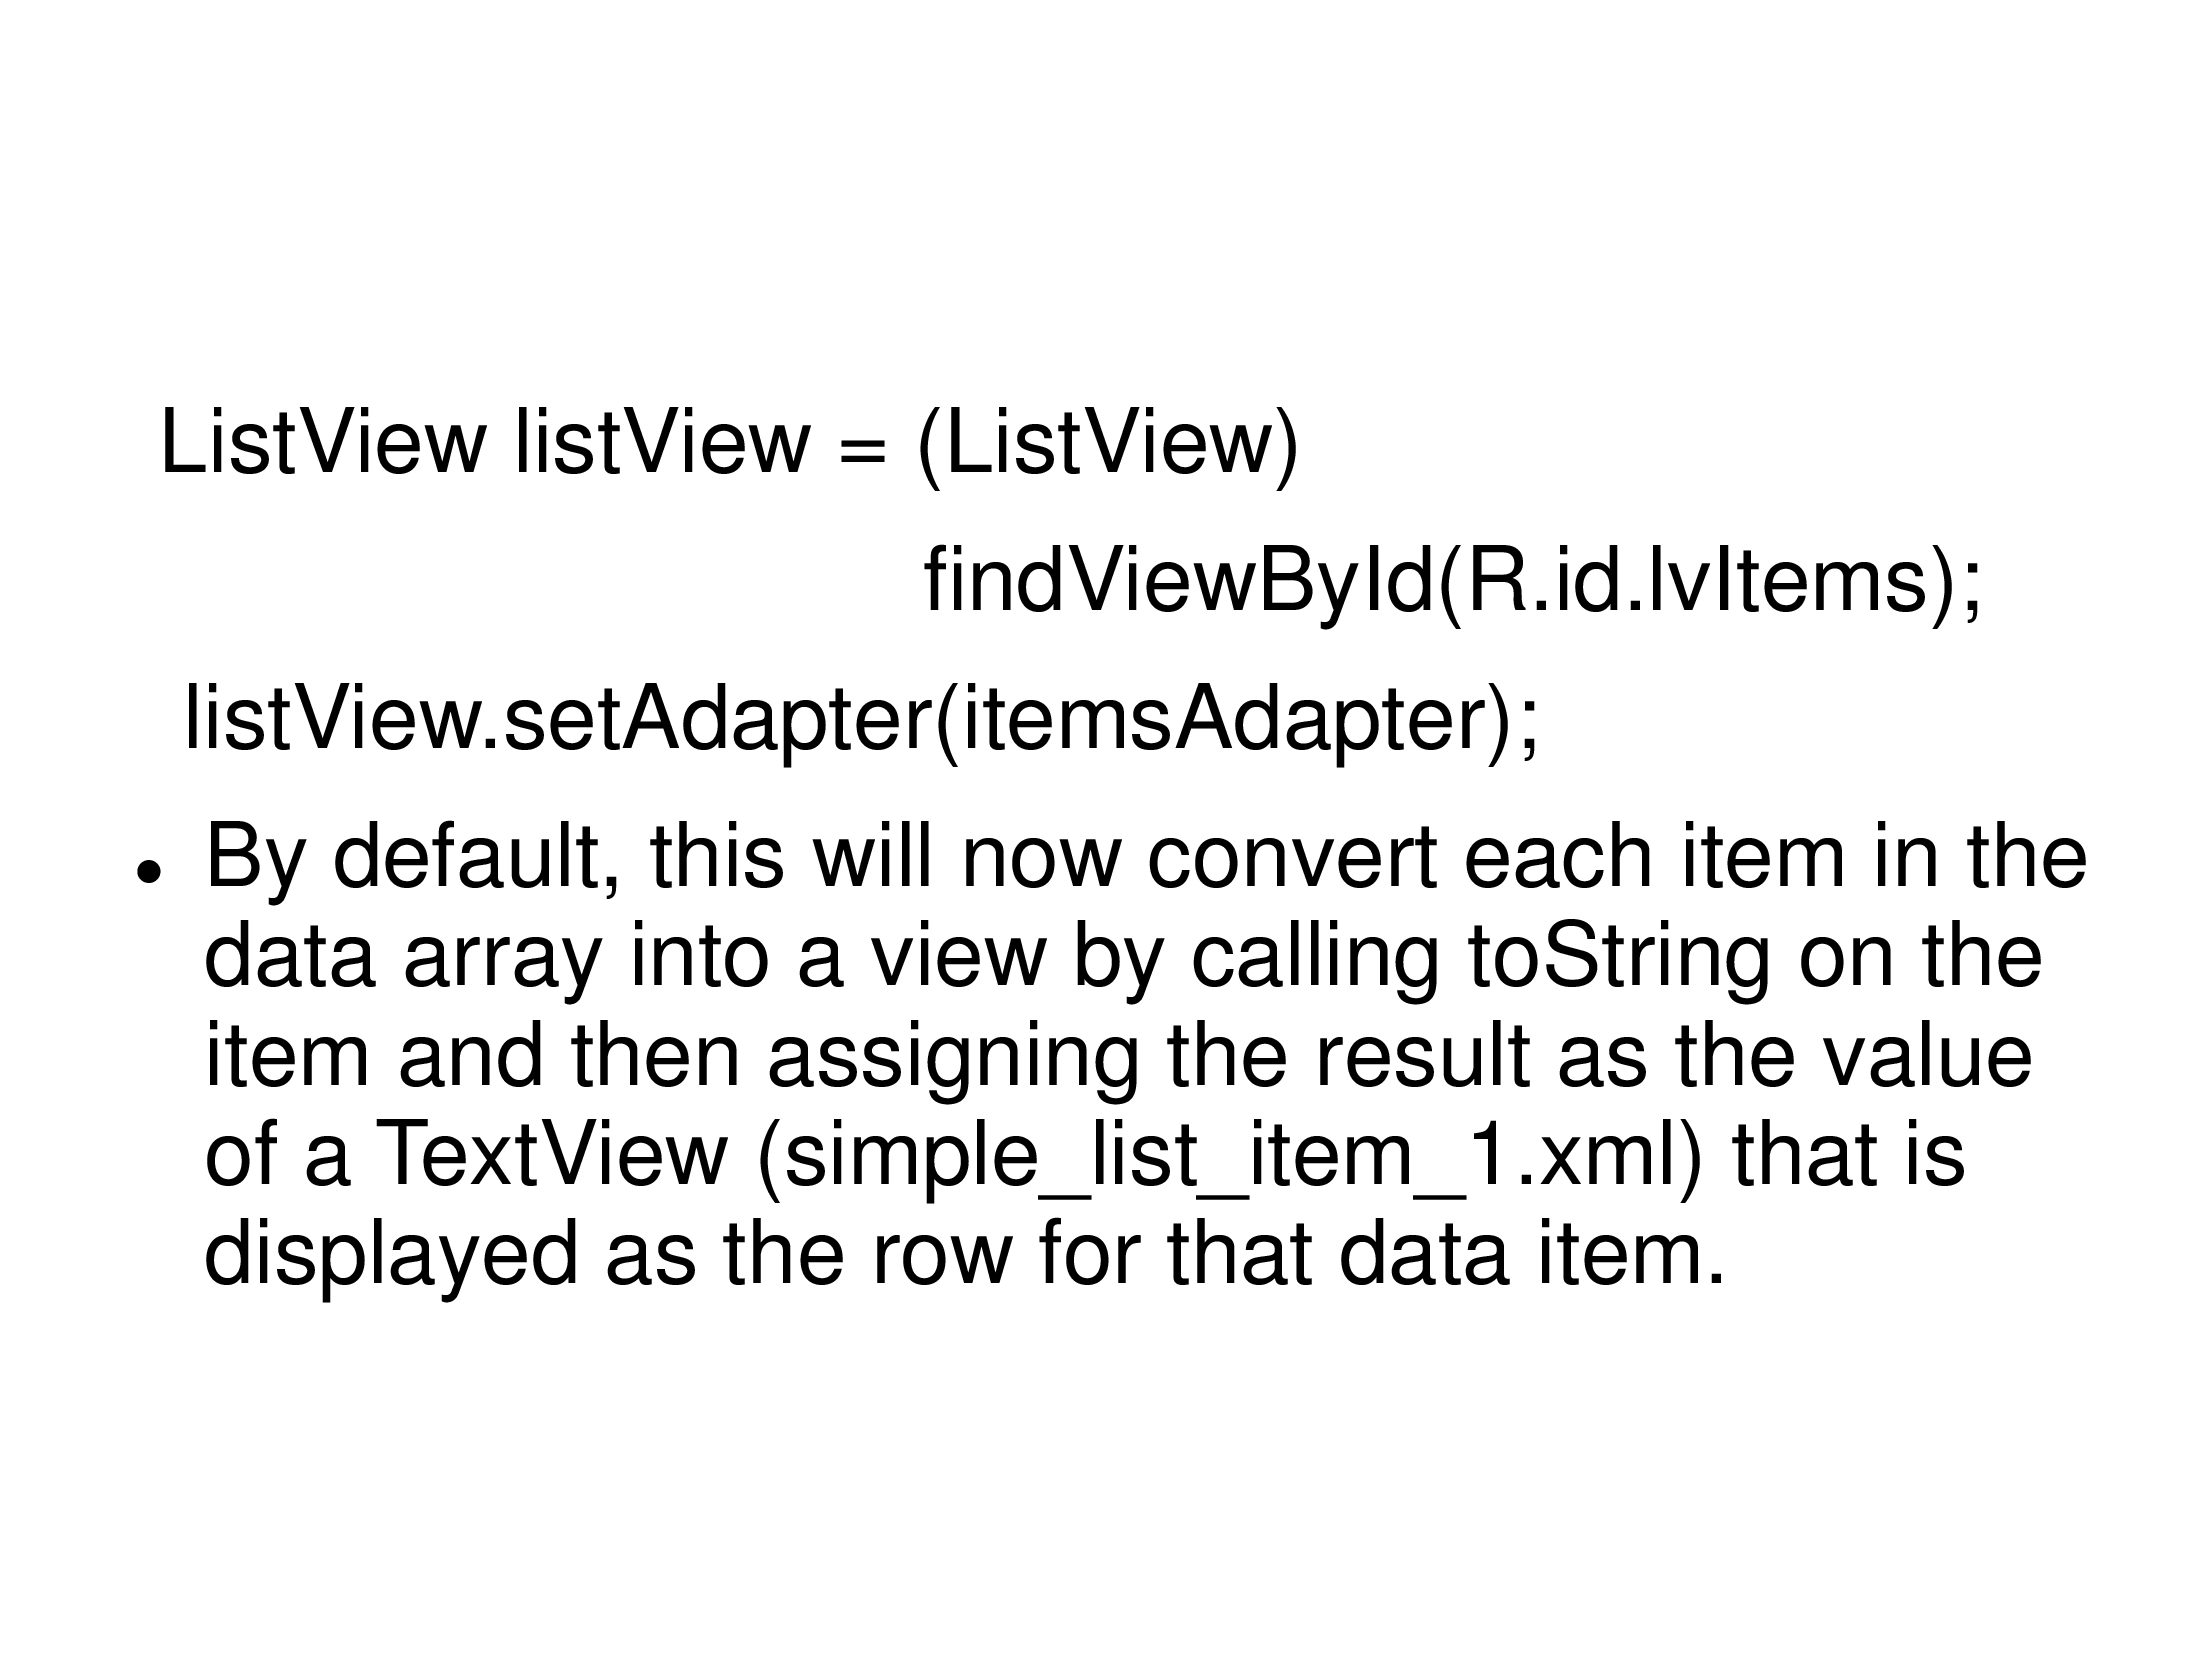 ListView listView = (ListView)
findViewById(R.id.lvItems);
listView.setAdapter(itemsAdapter);
• By default, this will now convert each item in the
data array into a view by calling toString on the
item and then assigning the result as the value
of a TextView (simple_list_item_1.xml) that is
displayed as the row for that data item.